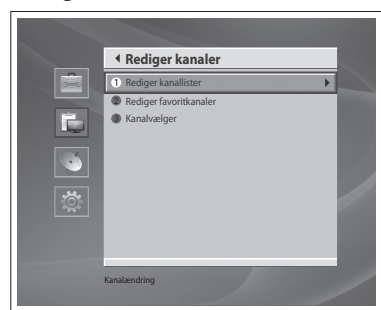 Rediger kanaler
1 Rediger kanallister
2 Rediger favoritkanaler
3 Kanalvælger
Kanalændring